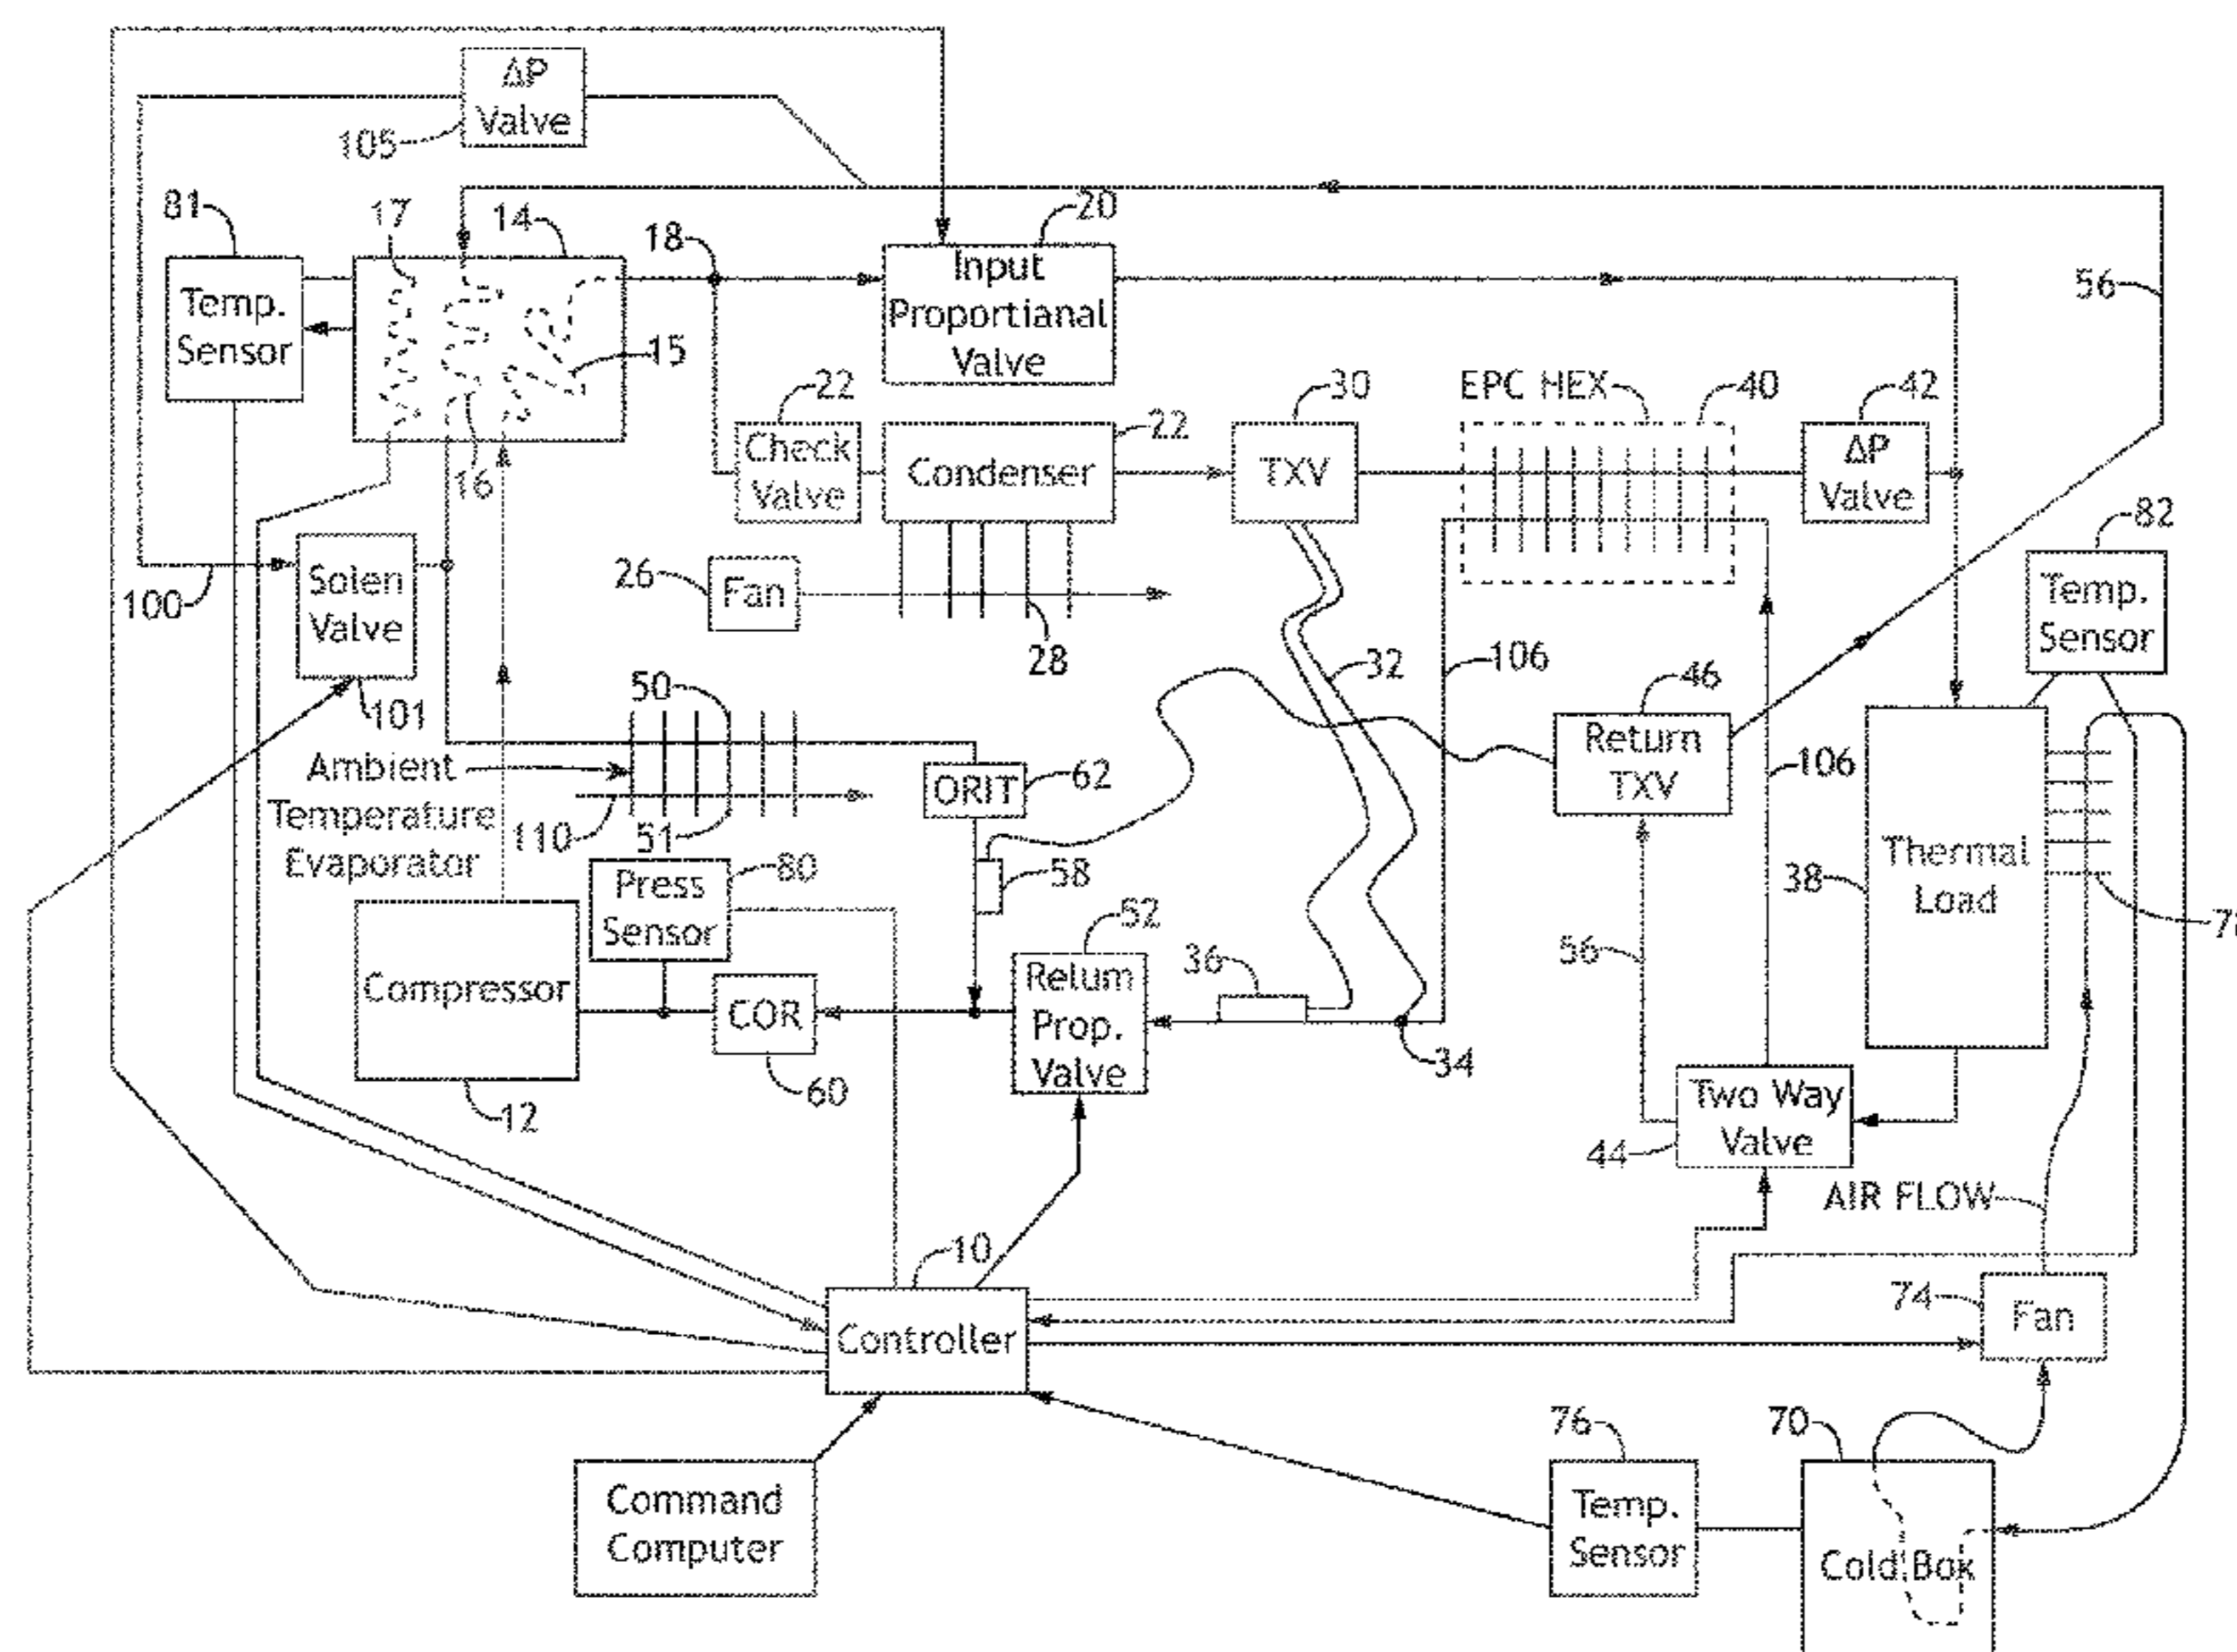 ΔP
Valve
105
81
17
14
18
20
Temp.
Sensor
Input
Proportianal
Valve
56
15
16
22
Check
Valve
Condenser
22
30
TXV
EPC HEX
40
42
ΔP
Valve
82
Temp.
Sensor
100
Solen
Valve
101
26
Fan
28
32
106
46
Return
TXV
106
50
Ambient
Temperature
Evaporator
110
51
ORIT
62
58
38
Thermal
Load
Press
Sensor
80
Compressor
12
COR
60
52
Relum
Prop.
Valve
36
34
56
Two Way
Valve
44
AIR FLOW
10
Controller
74
Fan
Command
Computer
76
Temp.
Sensor
70
Cold Box